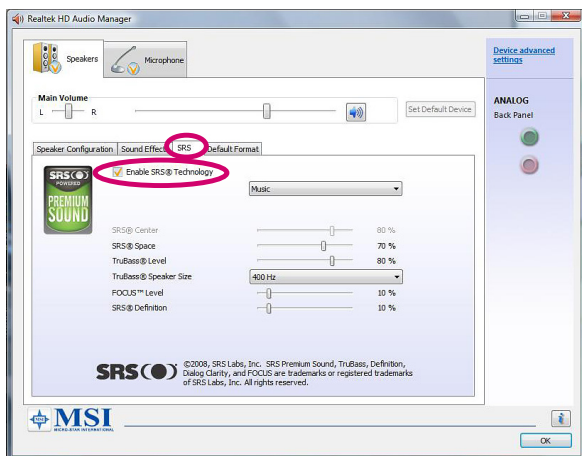 Realtek HD Audio Manager
Speakers
Microphone
Device advanced
settings
Main Volume
L R
Set Default Device
ANALOG
Back Panel
Speaker Configuration Sound Effect SRS Default Format
SRS
POWERED
PREMIUM
SOUND
Enable SRS® Technology
Music
SRS® Center 80 %
SRS® Space 70 %
TruBass® Level 80 %
TruBass® Speaker Size 400 Hz
FOCUS™ Level 10 %
SRS® Definition 10 %
SRS
©2008, SRS Labs, Inc. SRS Premium Sound, TruBass, Definition,
Dialog Clarity, and FOCUS are trademarks or registered trademarks
of SRS Labs, Inc. All rights reserved.
MSI
MICRO-STAR INTERNATIONAL
i
OK